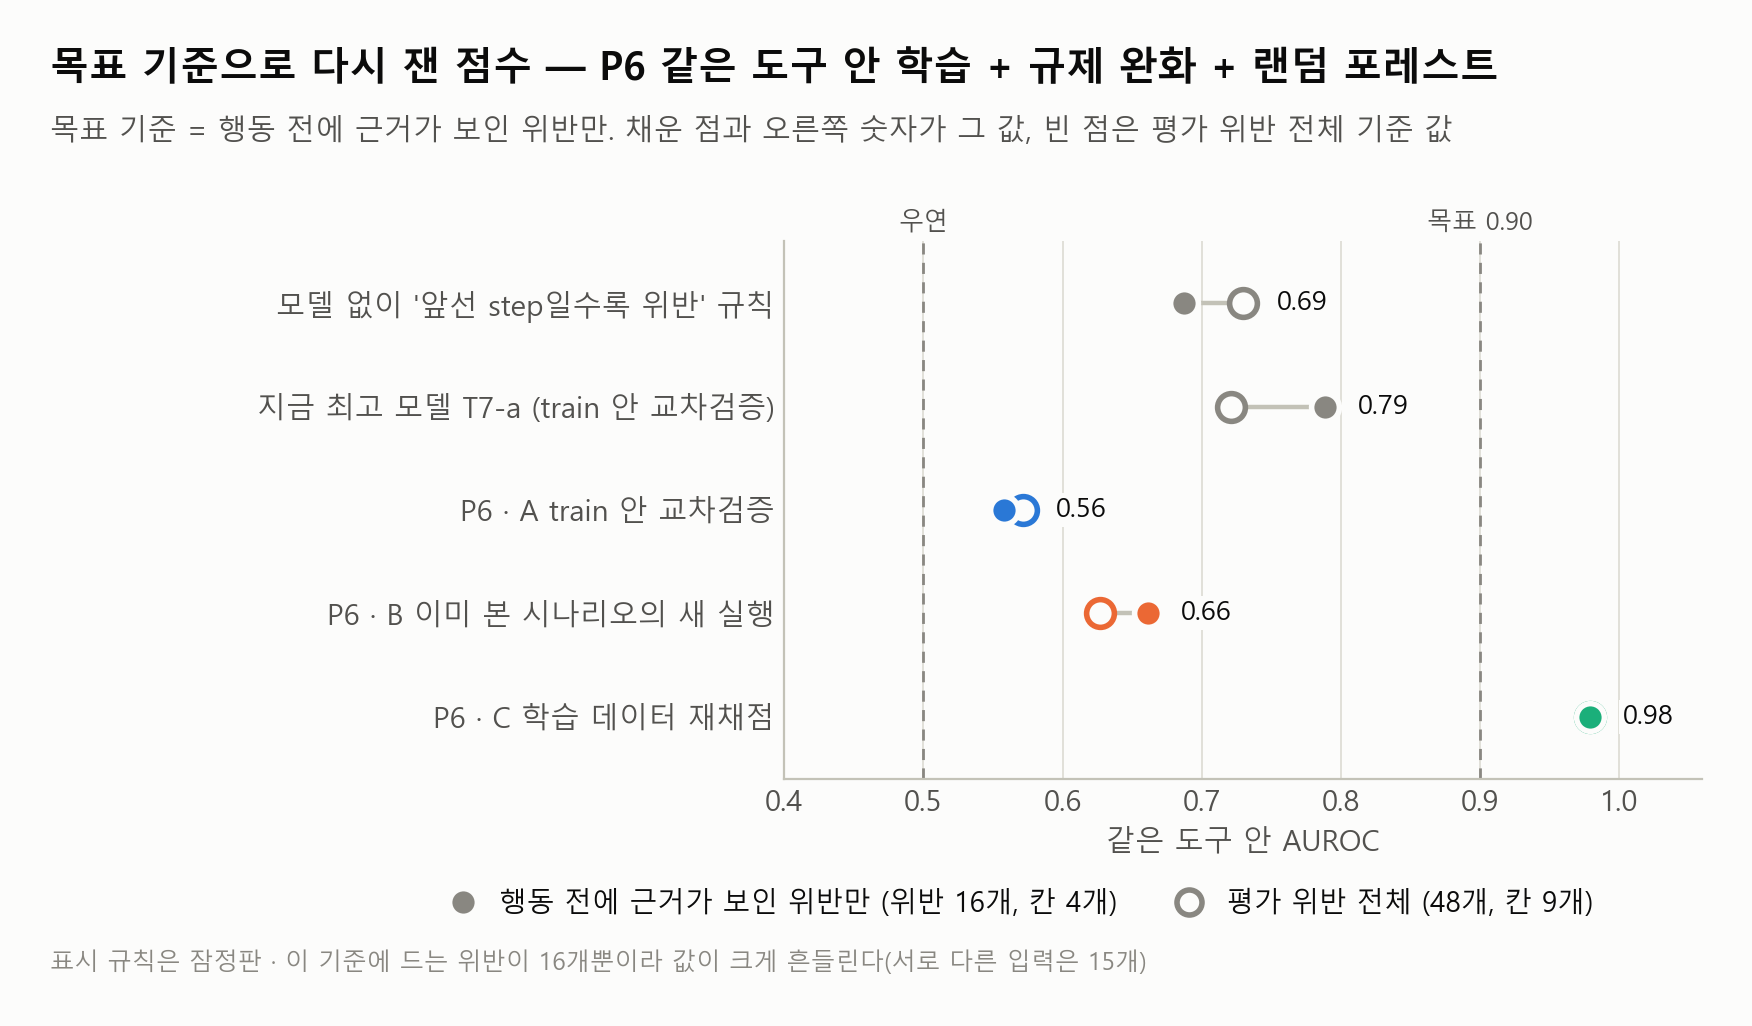 목표 기준으로 다시 잰 점수 — P6 같은 도구 안 학습 + 규제 완화 + 랜덤 포레스트
목표 기준 = 행동 전에 근거가 보인 위반만. 채운 점과 오른쪽 숫자가 그 값, 빈 점은 평가 위반 전체 기준 값
우연
목표 0.90
모델 없이 '앞선 step일수록 위반' 규칙
0.69
지금 최고 모델 T7-a (train 안 교차검증)
0.79
P6 · A train 안 교차검증
0.56
P6 · B 이미 본 시나리오의 새 실행
0.66
P6 · C 학습 데이터 재채점
0.98
0.4 0.5 0.6 0.7 0.8 0.9 1.0
같은 도구 안 AUROC
행동 전에 근거가 보인 위반만 (위반 16개, 칸 4개)
평가 위반 전체 (48개, 칸 9개)
표시 규칙은 잠정판 · 이 기준에 드는 위반이 16개뿐이라 값이 크게 흔들린다(서로 다른 입력은 15개)